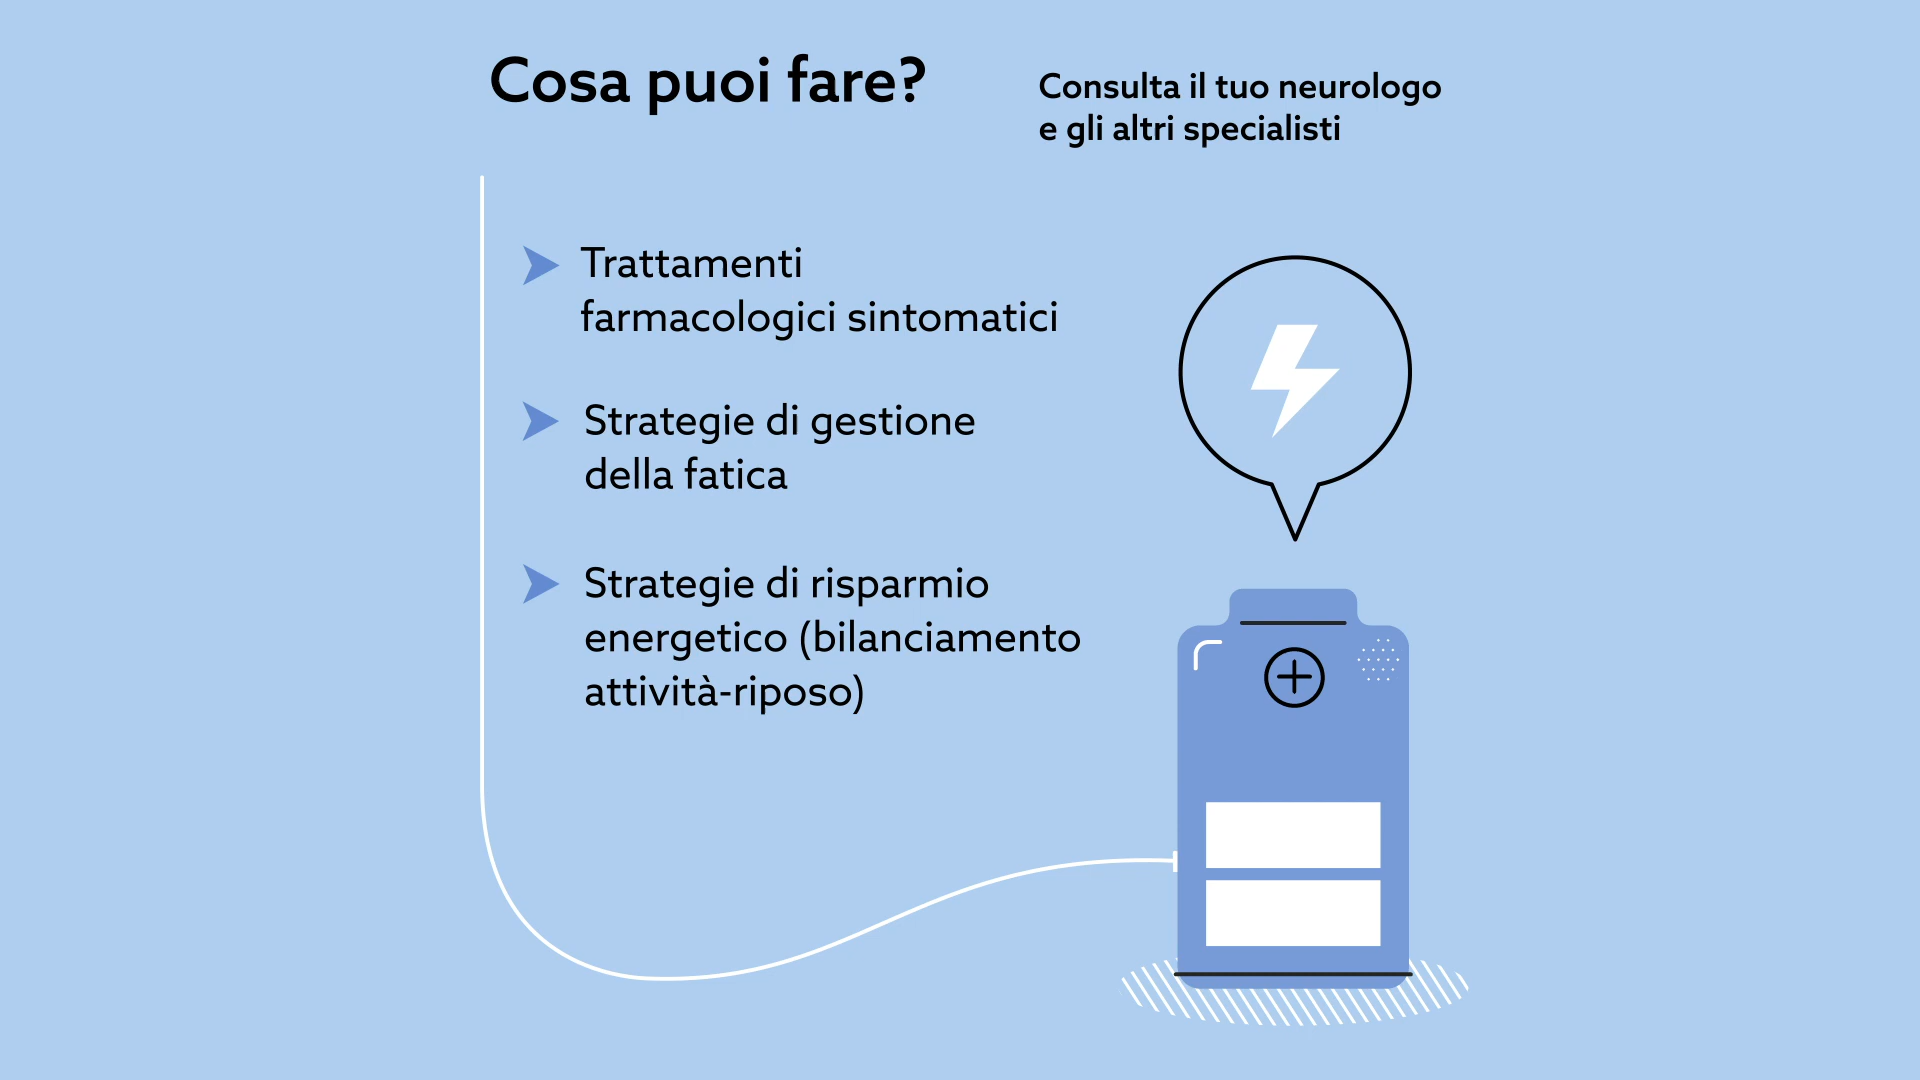 Cosa puoi fare?
Consulta il tuo neurologo
e gli altri specialisti
Trattamenti
farmacologici sintomatici
Strategie di gestione
della fatica
Strategie di risparmio
energetico (bilanciamento
attività-riposo)